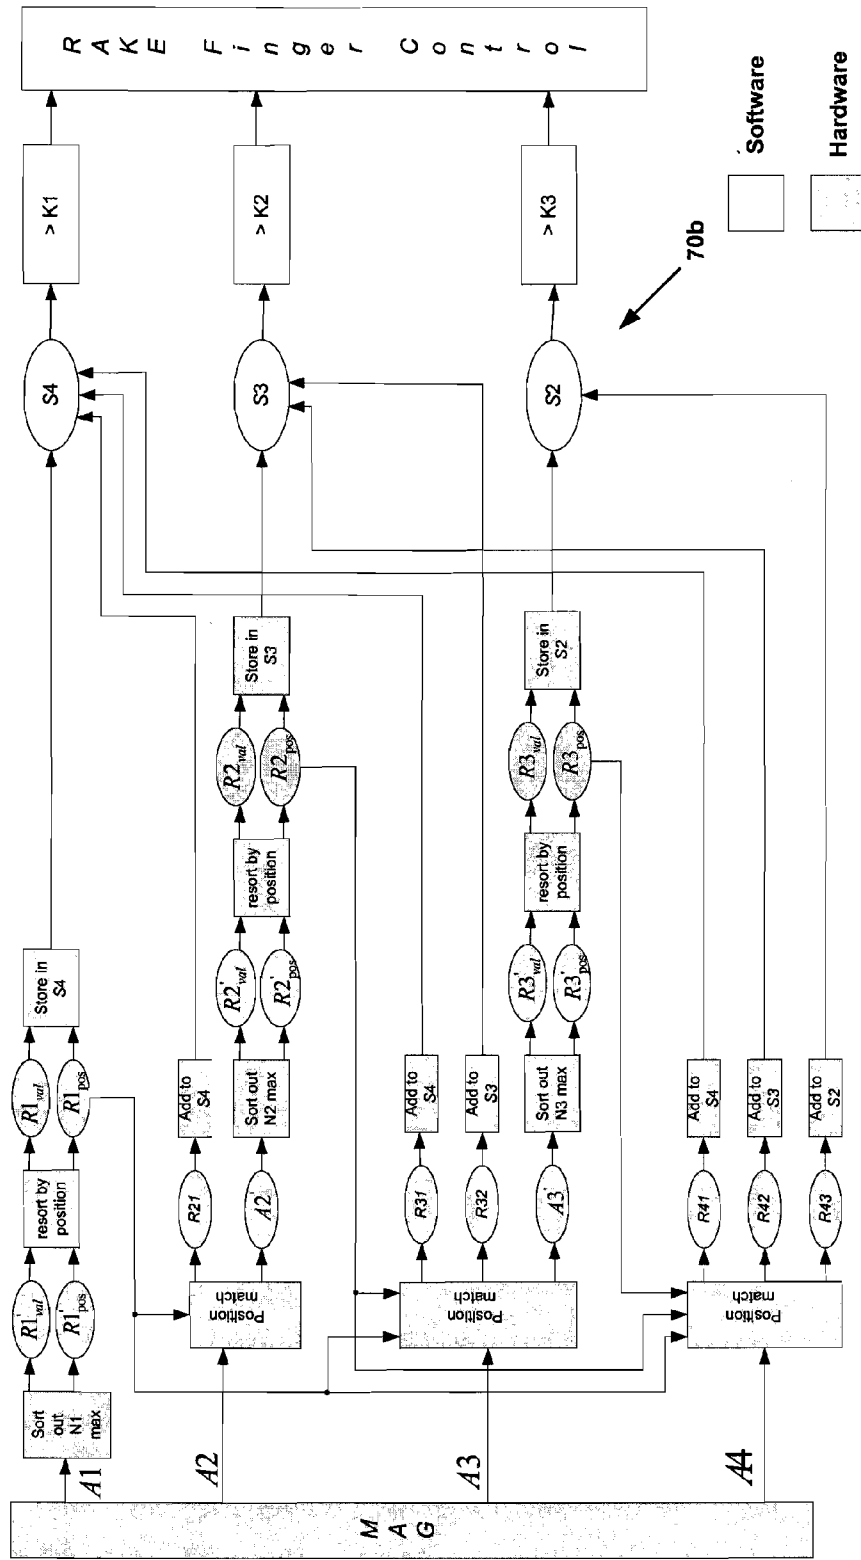 MAG
A1
A2
A3
A4
Sort
out
N1
max
R1'val
R1'pos
resort by
position
R1val
R1pos
Store in
S4
S4
> K1
Position
match
R21
Add to
S4
A2'
Sort out
N2 max
R2'val
R2'pos
resort by
position
R2val
R2pos
Store in
S3
S3
> K2
Position
match
R31
Add to
S4
R32
Add to
S3
A3'
Sort out
N3 max
R3'val
R3'pos
resort by
position
R3val
R3pos
Store in
S2
S2
> K3
Position
match
R41
Add to
S4
R42
Add to
S3
R43
Add to
S2
RAKE Finger Control
70b
Software
Hardware